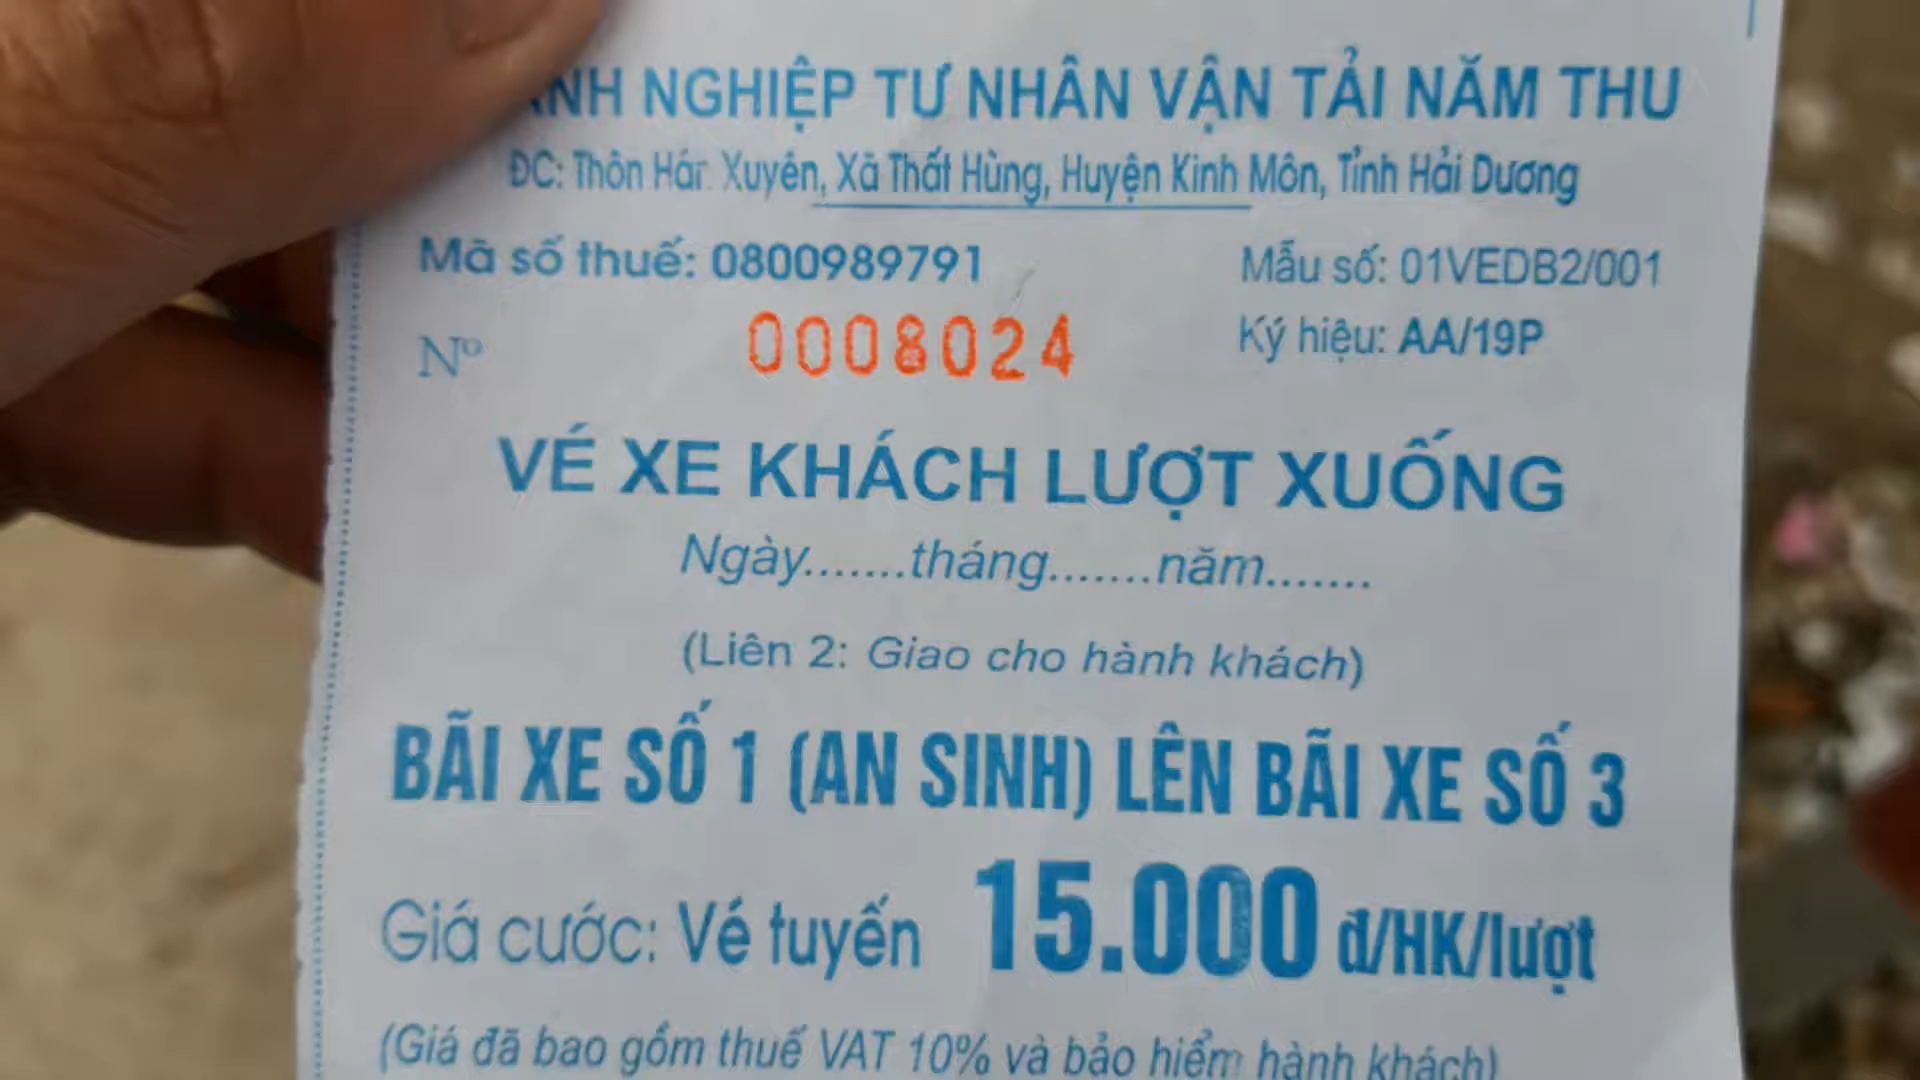 NH NGHIỆP TƯ NHÂN VẬN TẢI NĂM THU
ĐC: Thôn Hán Xuyên, Xã Thất Hùng, Huyện Kinh Môn, Tỉnh Hải Dương
Mã số thuế: 0800989791
Mẫu số: 01VEDB2/001
Nº 0008024
Ký hiệu: AA/19P
VÉ XE KHÁCH LƯỢT XUỐNG
Ngày.......tháng.......năm.......
(Liên 2: Giao cho hành khách)
BÃI XE SỐ 1 (AN SINH) LÊN BÃI XE SỐ 3
Giá cước: Vé tuyến 15.000 đ/HK/lượt
(Giá đã bao gồm thuế VAT 10% và bảo hiểm hành khách)